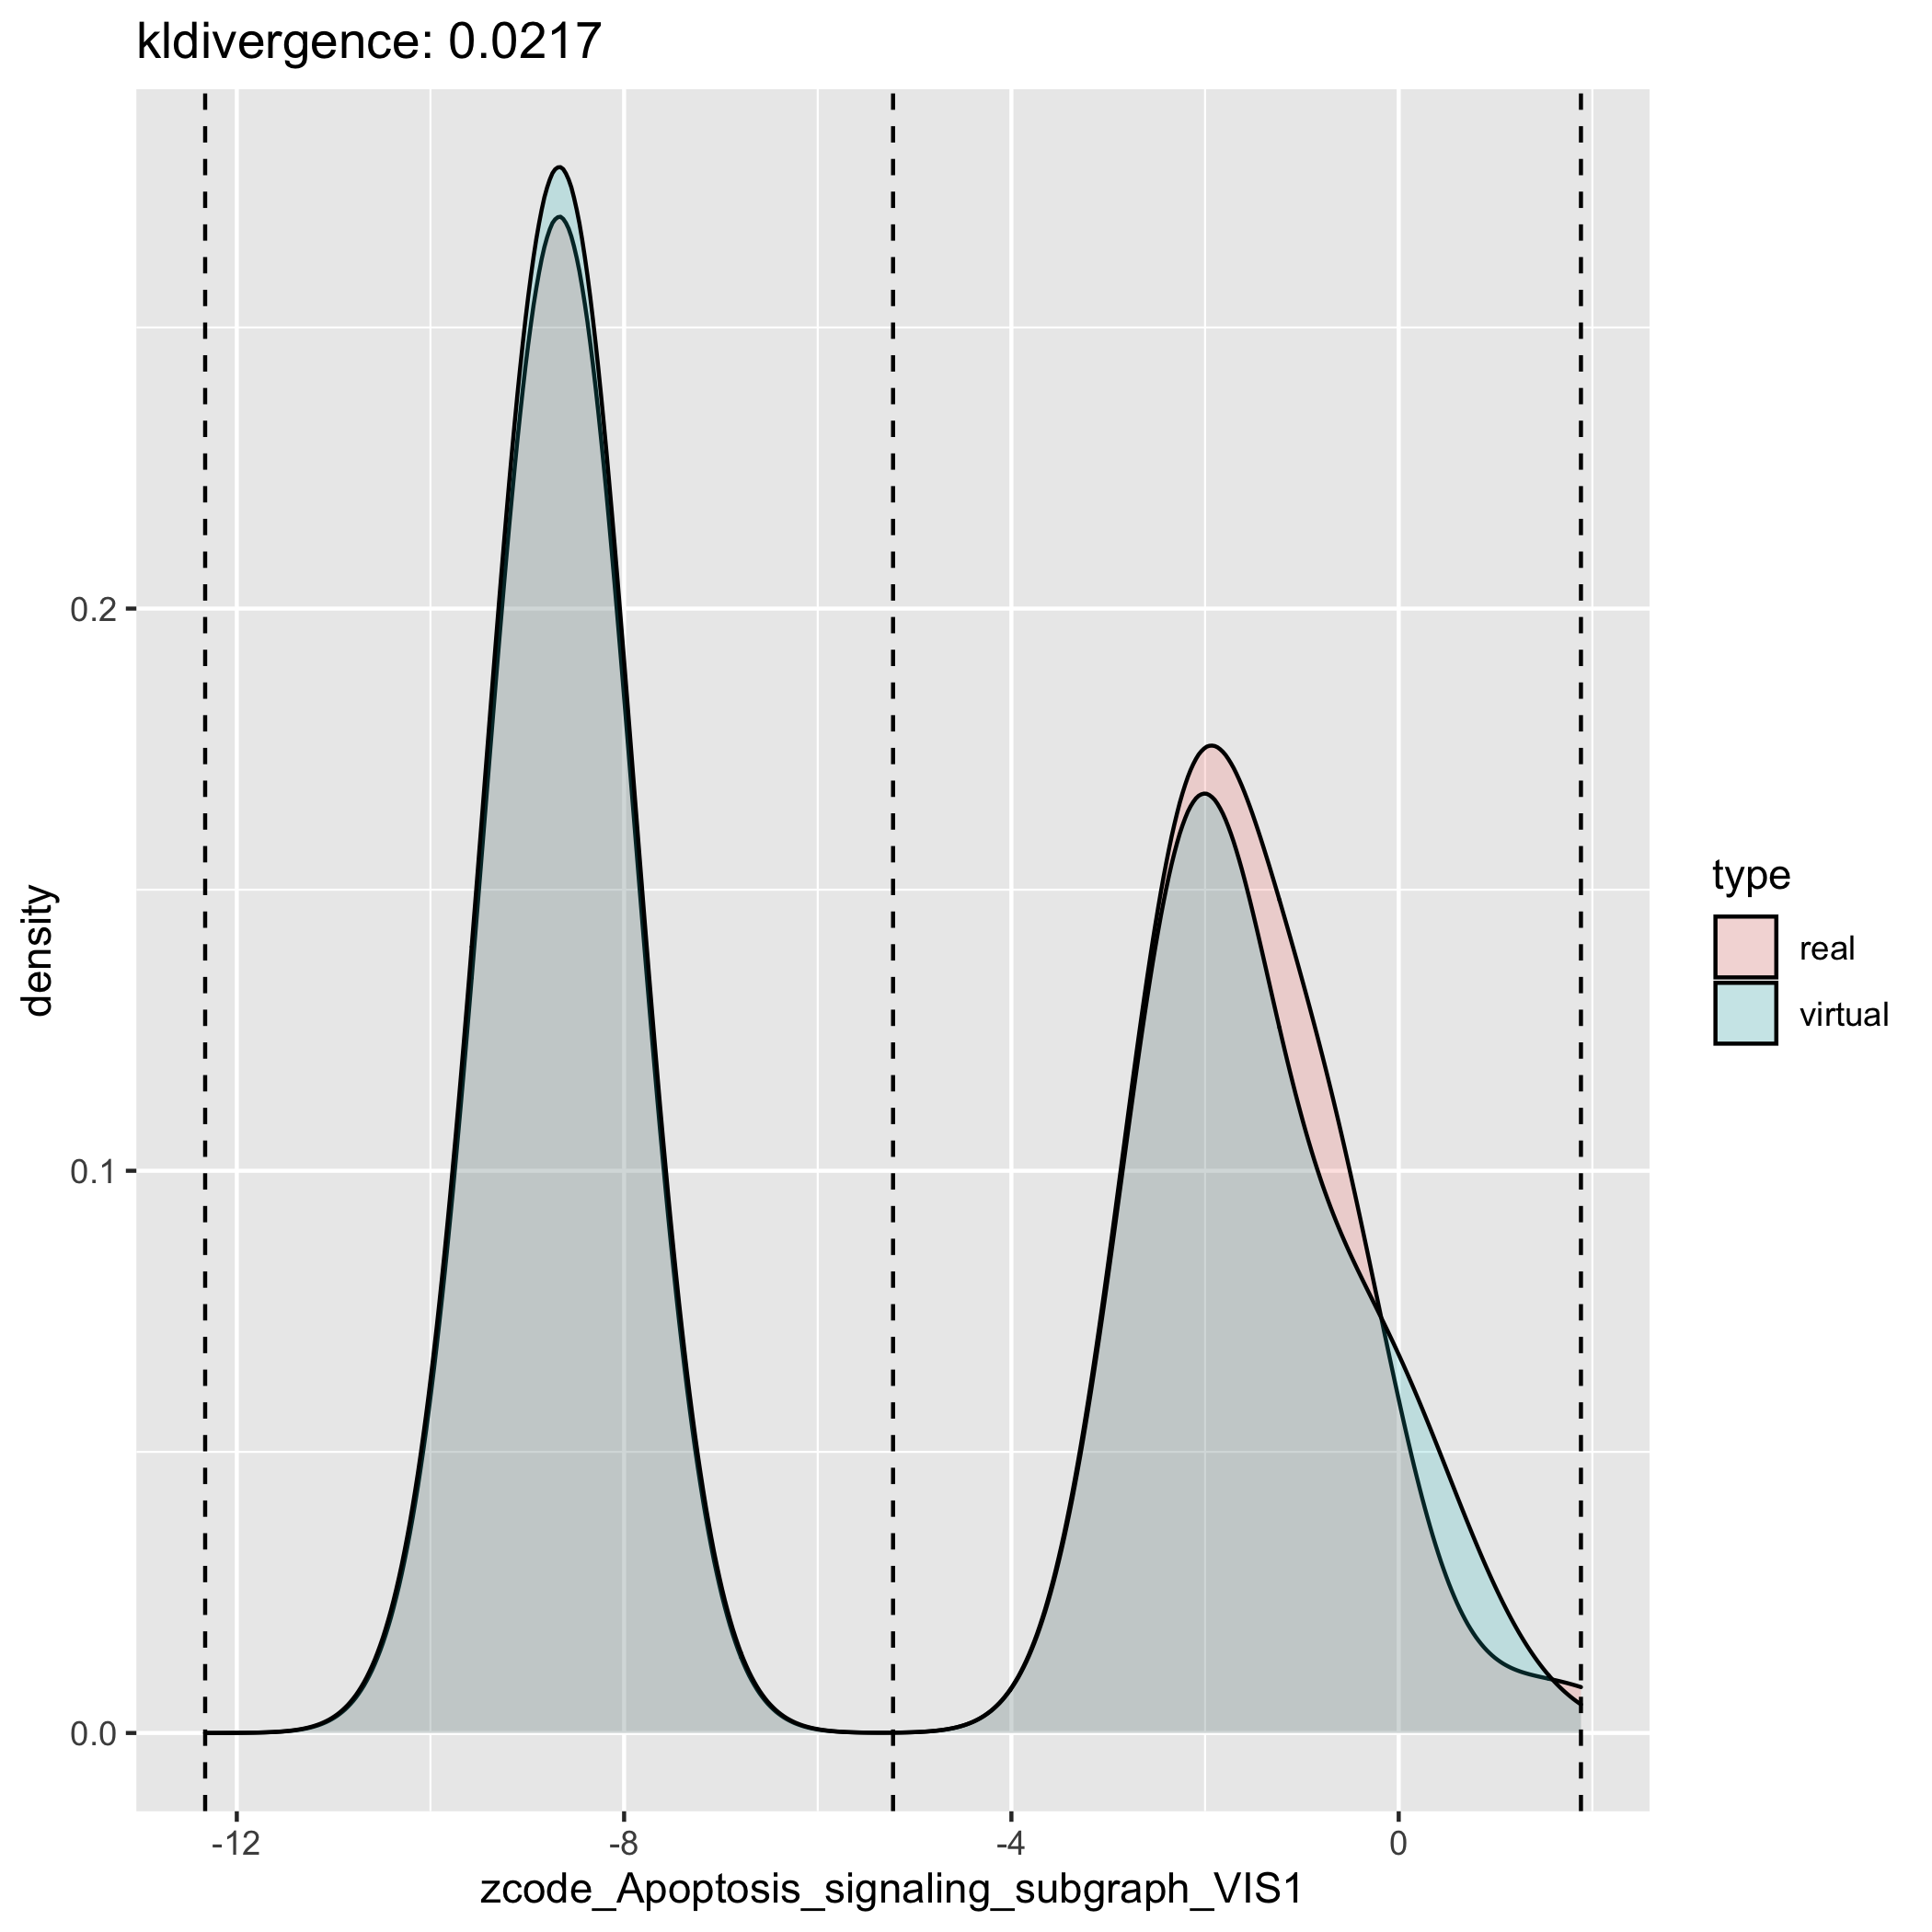 kldivergence: 0.0217
density
0.2
0.1
0.0
-12
-8
-4
0
zcode_Apoptosis_signaling_subgraph_VIS1
type
real
virtual